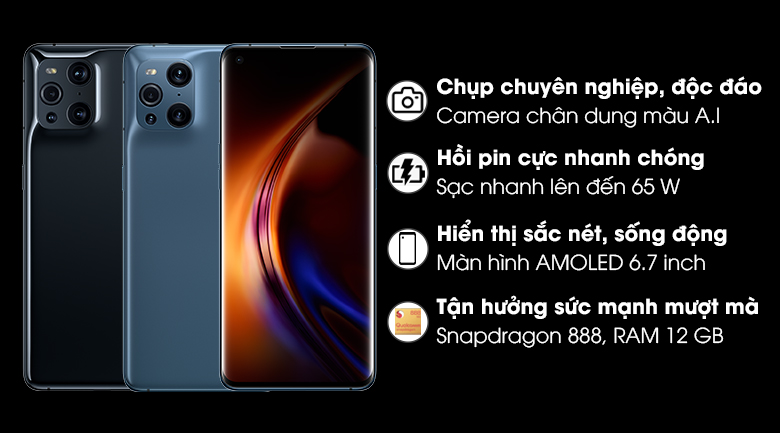 Chụp chuyên nghiệp, độc đáo
Camera chân dung màu A.I
Hồi pin cực nhanh chóng
Sạc nhanh lên đến 65 W
Hiển thị sắc nét, sống động
Màn hình AMOLED 6.7 inch
Tận hưởng sức mạnh mượt mà
Snapdragon 888, RAM 12 GB
888
Qualcomm